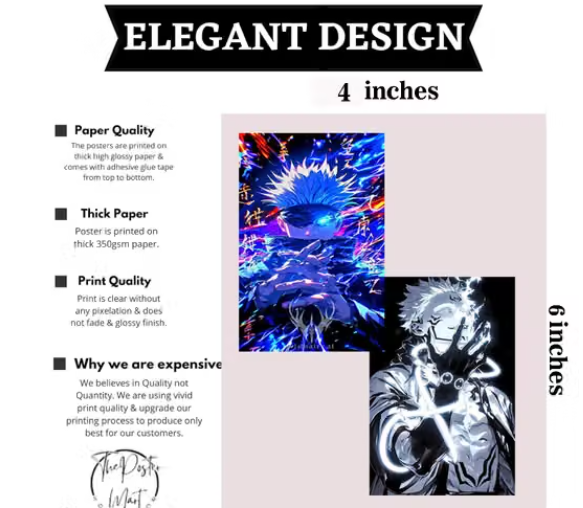 ELEGANT DESIGN
4 inches
Paper Quality
The posters are printed on
thick high glossy paper &
comes with adhesive glue tape
from top to bottom.
Thick Paper
Poster is printed on
thick 350gsm paper.
Print Quality
Print is clear without
any pixelation & does
not fade & glossy finish.
Why we are expensive
We believes in Quality not
Quantity. We are using vivid
print quality & upgrade our
printing process to produce only
best for our customers.
The Poster
Mart
6 inches